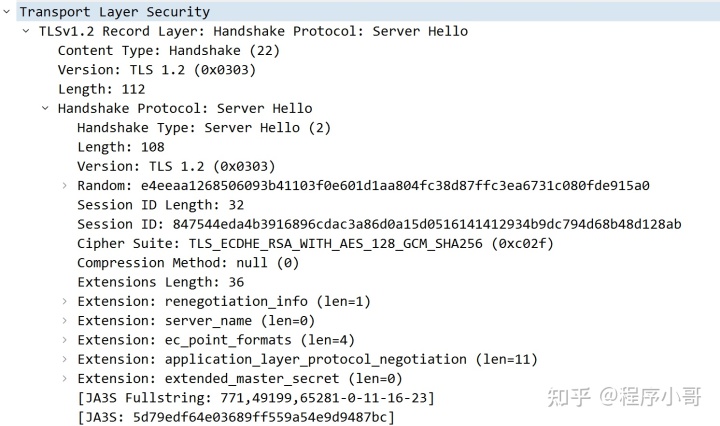 Transport Layer Security
TLSv1.2 Record Layer: Handshake Protocol: Server Hello
Content Type: Handshake (22)
Version: TLS 1.2 (0x0303)
Length: 112
Handshake Protocol: Server Hello
Handshake Type: Server Hello (2)
Length: 108
Version: TLS 1.2 (0x0303)
Random: e4eeaa1268506093b41103f0e601d1aa804fc38d87ffc3ea6731c080fde915a0
Session ID Length: 32
Session ID: 847544eda4b3916896cdac3a86d0a15d0516141412934b9dc794d68b48d128ab
Cipher Suite: TLS_ECDHE_RSA_WITH_AES_128_GCM_SHA256 (0xc02f)
Compression Method: null (0)
Extensions Length: 36
Extension: renegotiation_info (len=1)
Extension: server_name (len=0)
Extension: ec_point_formats (len=4)
Extension: application_layer_protocol_negotiation (len=11)
Extension: extended_master_secret (len=0)
[JA3S Fullstring: 771,49199,65281-0-11-16-23]
[JA3S: 5d79edf64e03689ff559a54e9d9487bc]
知乎 @程序小哥